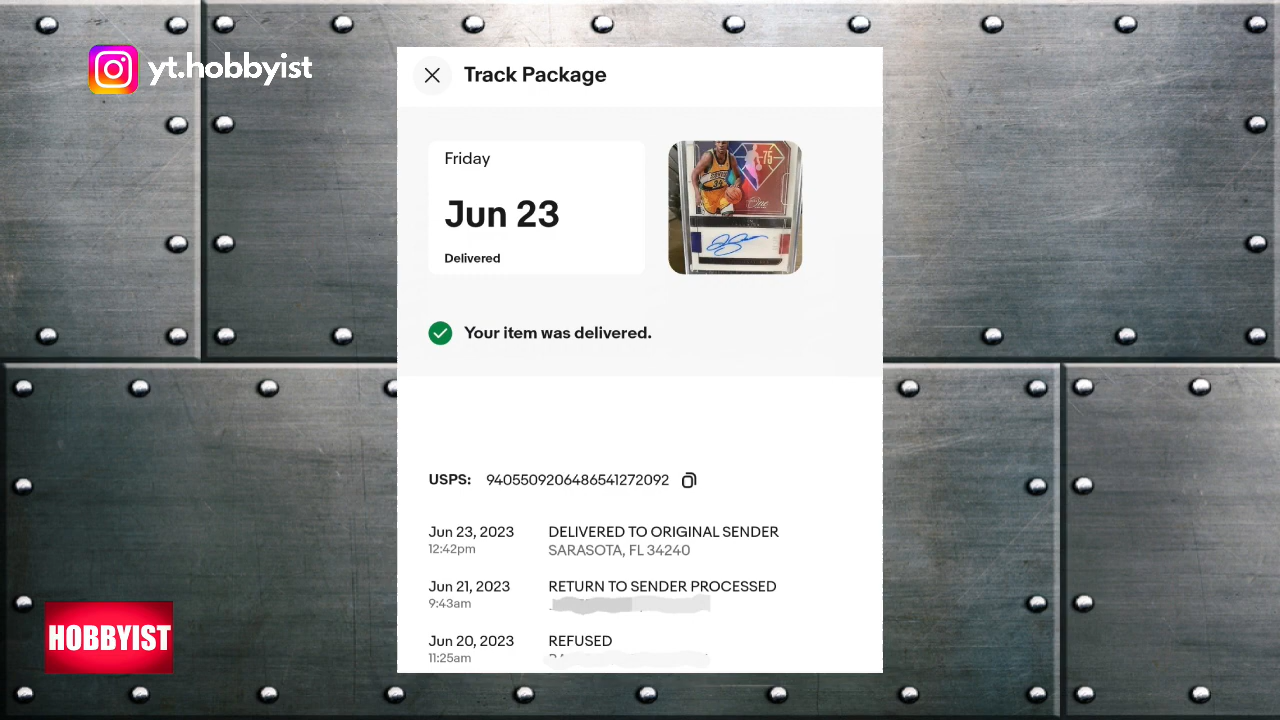 yt.hobbyist
Track Package
Friday
Jun 23
Delivered
75
One
Your item was delivered.
USPS: 9405509206486541272092
Jun 23, 2023 DELIVERED TO ORIGINAL SENDER
12:42pm SARASOTA, FL 34240
Jun 21, 2023 RETURN TO SENDER PROCESSED
9:43am
Jun 20, 2023 REFUSED
11:25am
HOBBYIST